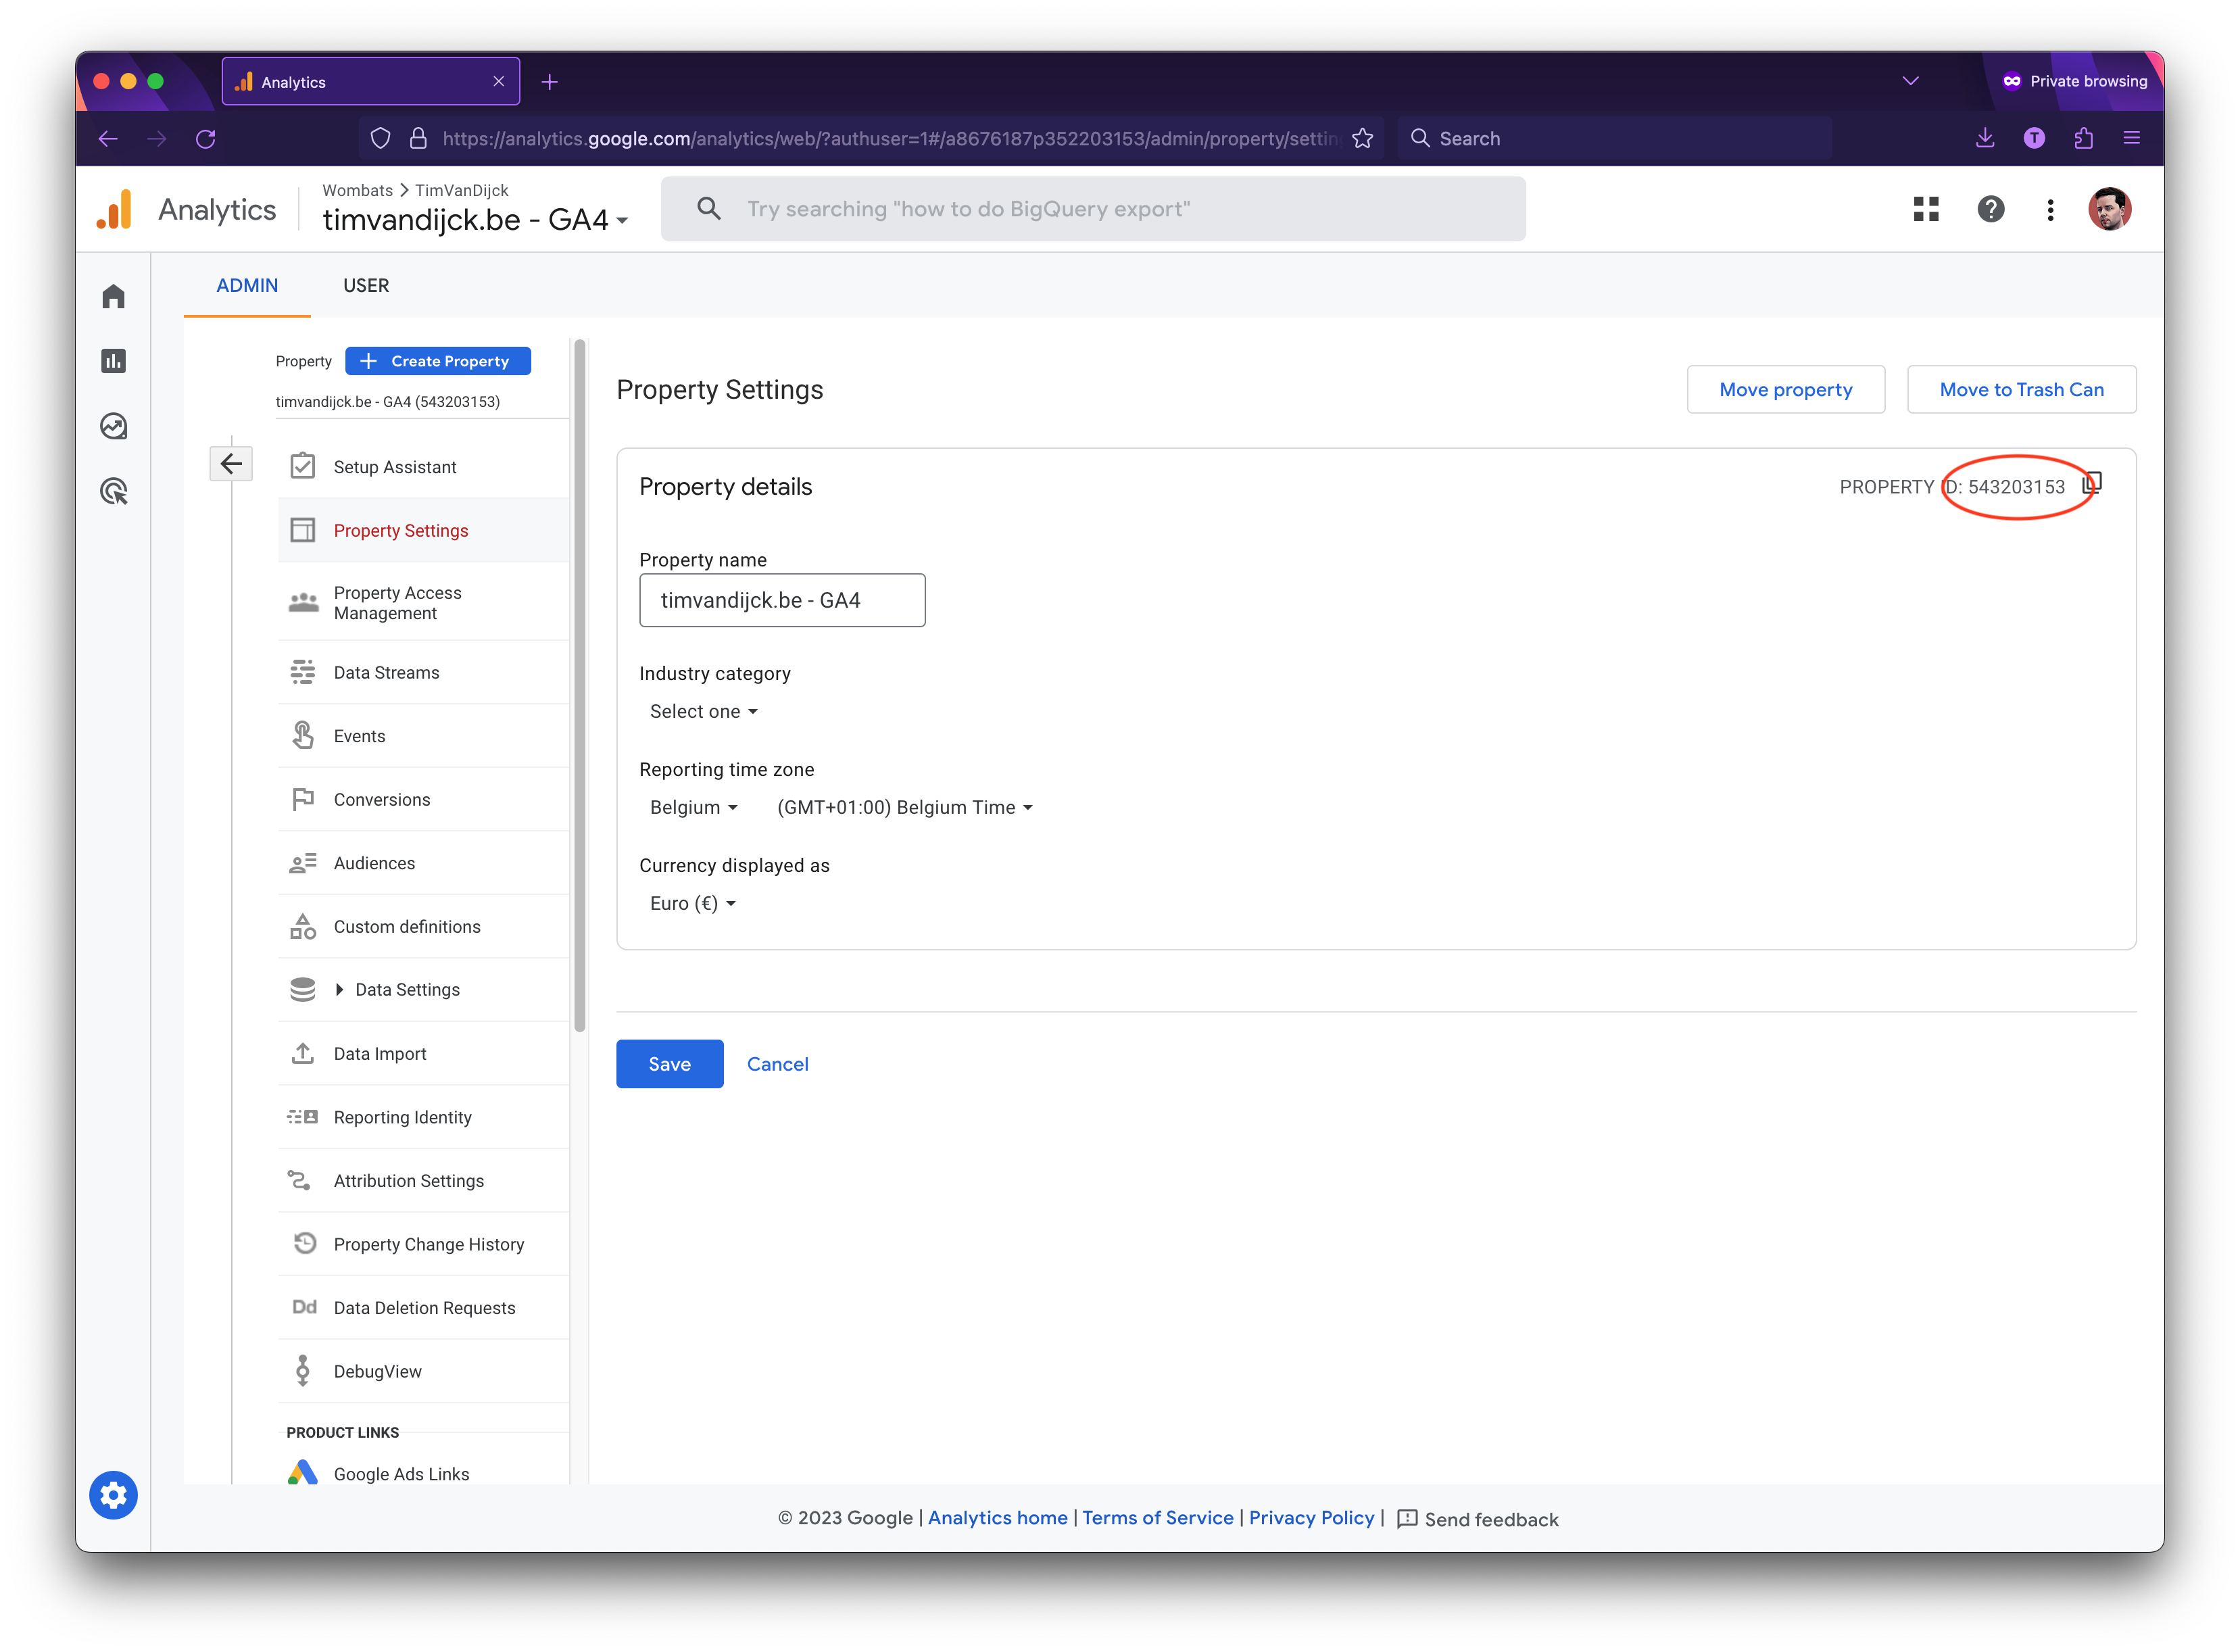 Analytics
Private browsing
https://analytics.google.com/analytics/web/?authuser=1#/a8676187p352203153/admin/property/settin
Search
T
Analytics
Wombats > TimVanDijck
timvandijck.be - GA4
Try searching "how to do BigQuery export"
ADMIN
USER
Property
Create Property
timvandijck.be - GA4 (543203153)
Setup Assistant
Property Settings
Property Access
Management
Data Streams
Events
Conversions
Audiences
Custom definitions
Data Settings
Data Import
Reporting Identity
Attribution Settings
Property Change History
Dd Data Deletion Requests
DebugView
PRODUCT LINKS
Google Ads Links
Property Settings
Move property
Move to Trash Can
Property details
PROPERTY ID: 543203153
Property name
timvandijck.be - GA4
Industry category
Select one
Reporting time zone
Belgium
(GMT+01:00) Belgium Time
Currency displayed as
Euro (€)
Save
Cancel
© 2023 Google | Analytics home | Terms of Service | Privacy Policy | Send feedback